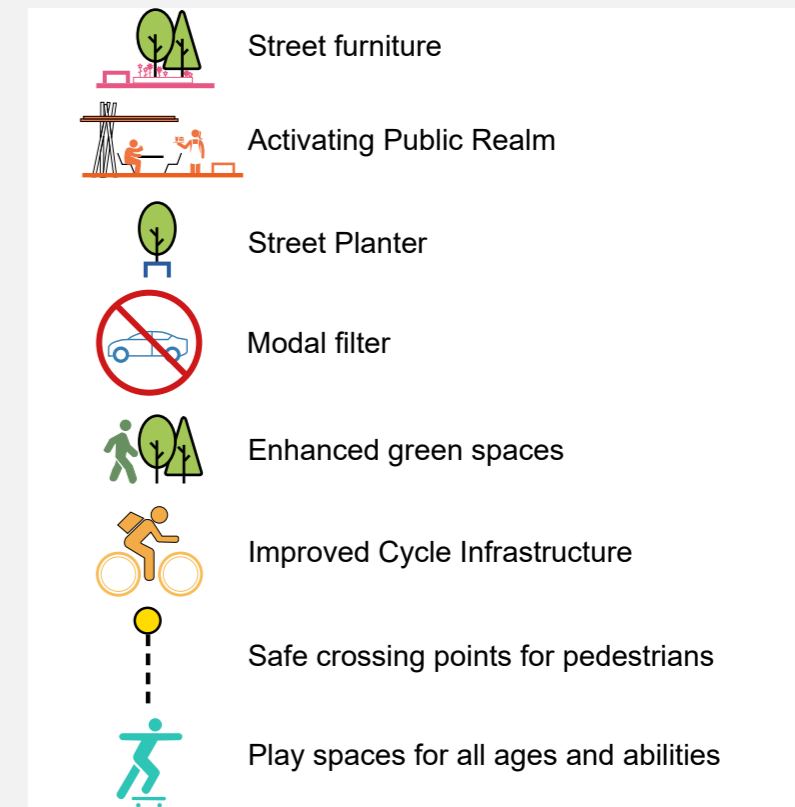 Street furniture
Activating Public Realm
Street Planter
Modal filter
Enhanced green spaces
Improved Cycle Infrastructure
Safe crossing points for pedestrians
Play spaces for all ages and abilities